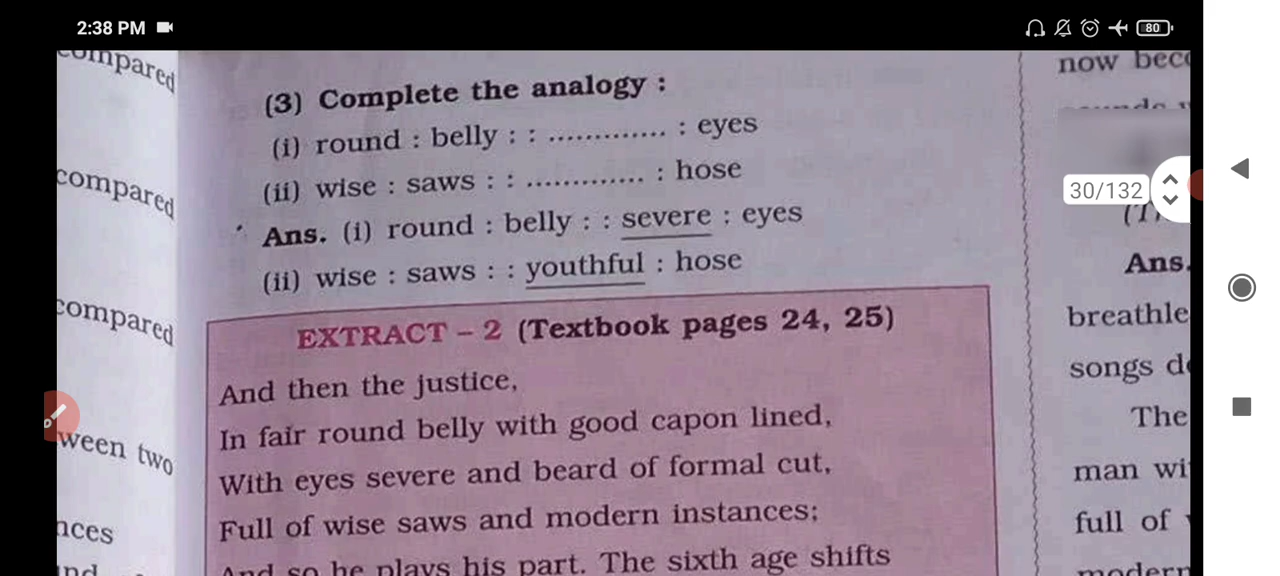 2:38 PM
80
compared
compared
compared
ween two
nces
(3) Complete the analogy :
(i) round : belly : : ............. : eyes
(ii) wise : saws : : ............. : hose
Ans. (i) round : belly : : severe : eyes
(ii) wise : saws : : youthful : hose
EXTRACT – 2 (Textbook pages 24, 25)
And then the justice,
In fair round belly with good capon lined,
With eyes severe and beard of formal cut,
Full of wise saws and modern instances;
And so he plays his part. The sixth age shifts
now bec
30/132
Ans.
breathle
songs d
The
man wi
full of
modern